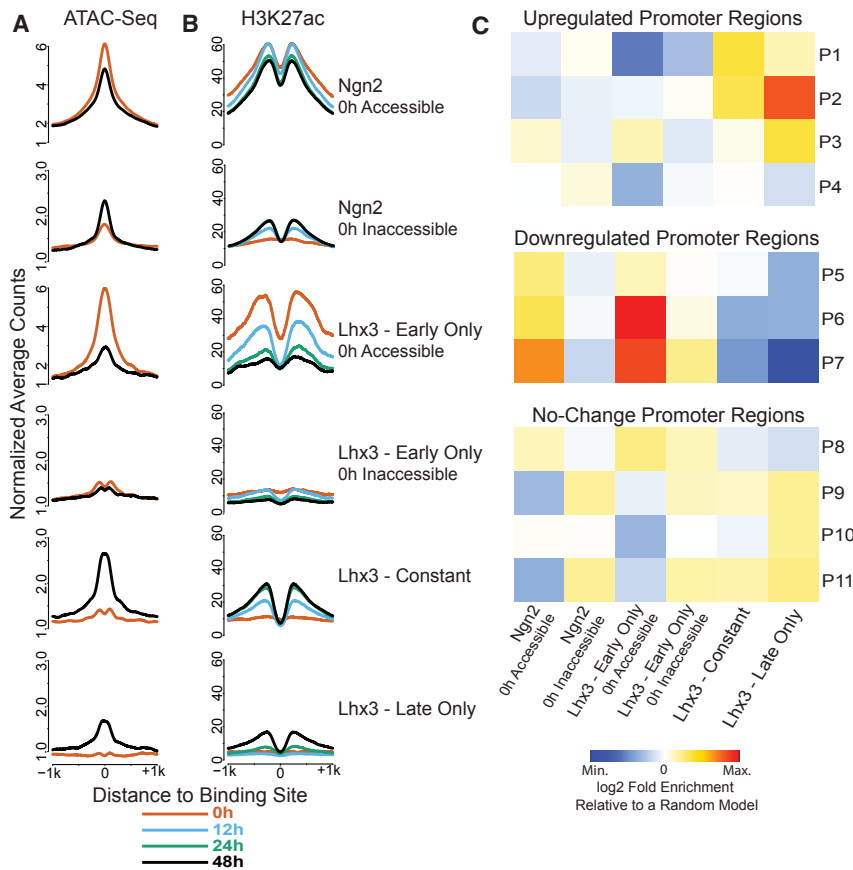 A
ATAC-Seq
B
H3K27ac
C
Upregulated Promoter Regions
Normalized Average Counts
6
4
2
60
40
20
0
Ngn2
0h Accessible
P1
P2
P3
P4
3.0
2.0
1.0
60
40
20
0
Ngn2
0h Inaccessible
Downregulated Promoter Regions
6
4
2
60
40
20
0
Lhx3 - Early Only
0h Accessible
P5
P6
P7
3.0
2.0
1.0
60
40
20
0
Lhx3 - Early Only
0h Inaccessible
No-Change Promoter Regions
P8
P9
P10
P11
3.0
2.0
1.0
60
40
20
0
Lhx3 - Constant
3.0
2.0
1.0
60
40
20
0
Lhx3 - Late Only
−1k
0
+1k
−1k
0
+1k
Distance to Binding Site
0h
12h
24h
48h
Ngn2
0h Accessible
Ngn2
0h Inaccessible
Lhx3 - Early Only
0h Accessible
Lhx3 - Early Only
0h Inaccessible
Lhx3 - Constant
Lhx3 - Late Only
Min.
0
Max.
log2 Fold Enrichment
Relative to a Random Model